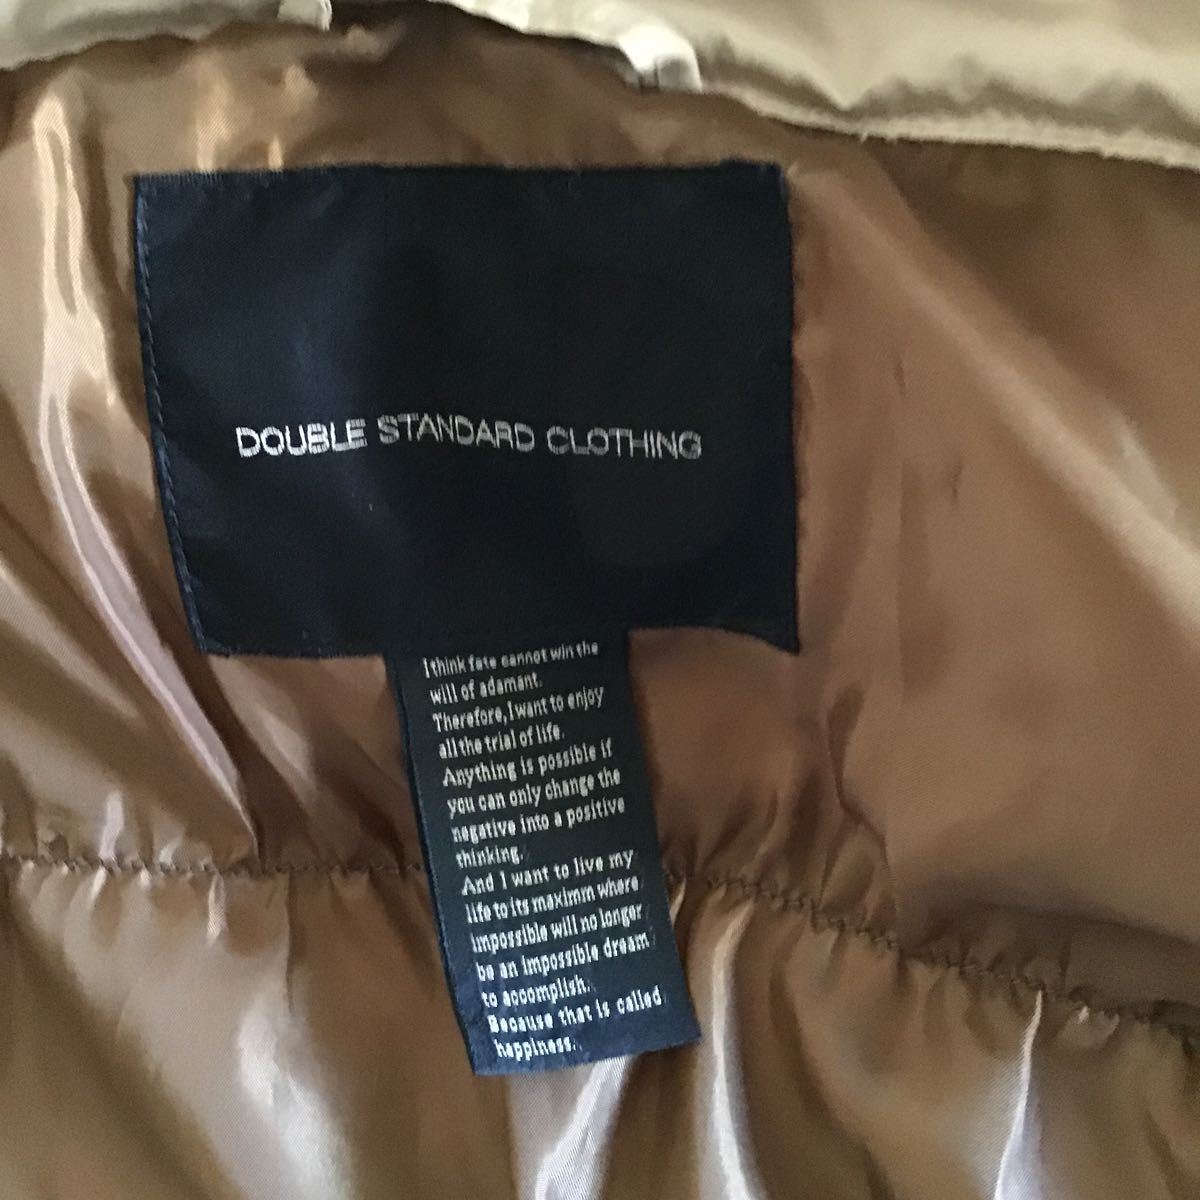 DOUBLE STANDARD CLOTHING
I think fate cannot win the
will of adamant.
Therefore, I want to enjoy
all the trial of life.
Anything is possible if
you can only change the
negative into a positive
thinking.
And I want to live my
life to its maximm where
impossible will no longer
be an impossible dream
to accomplish.
Because that is called
happiness.